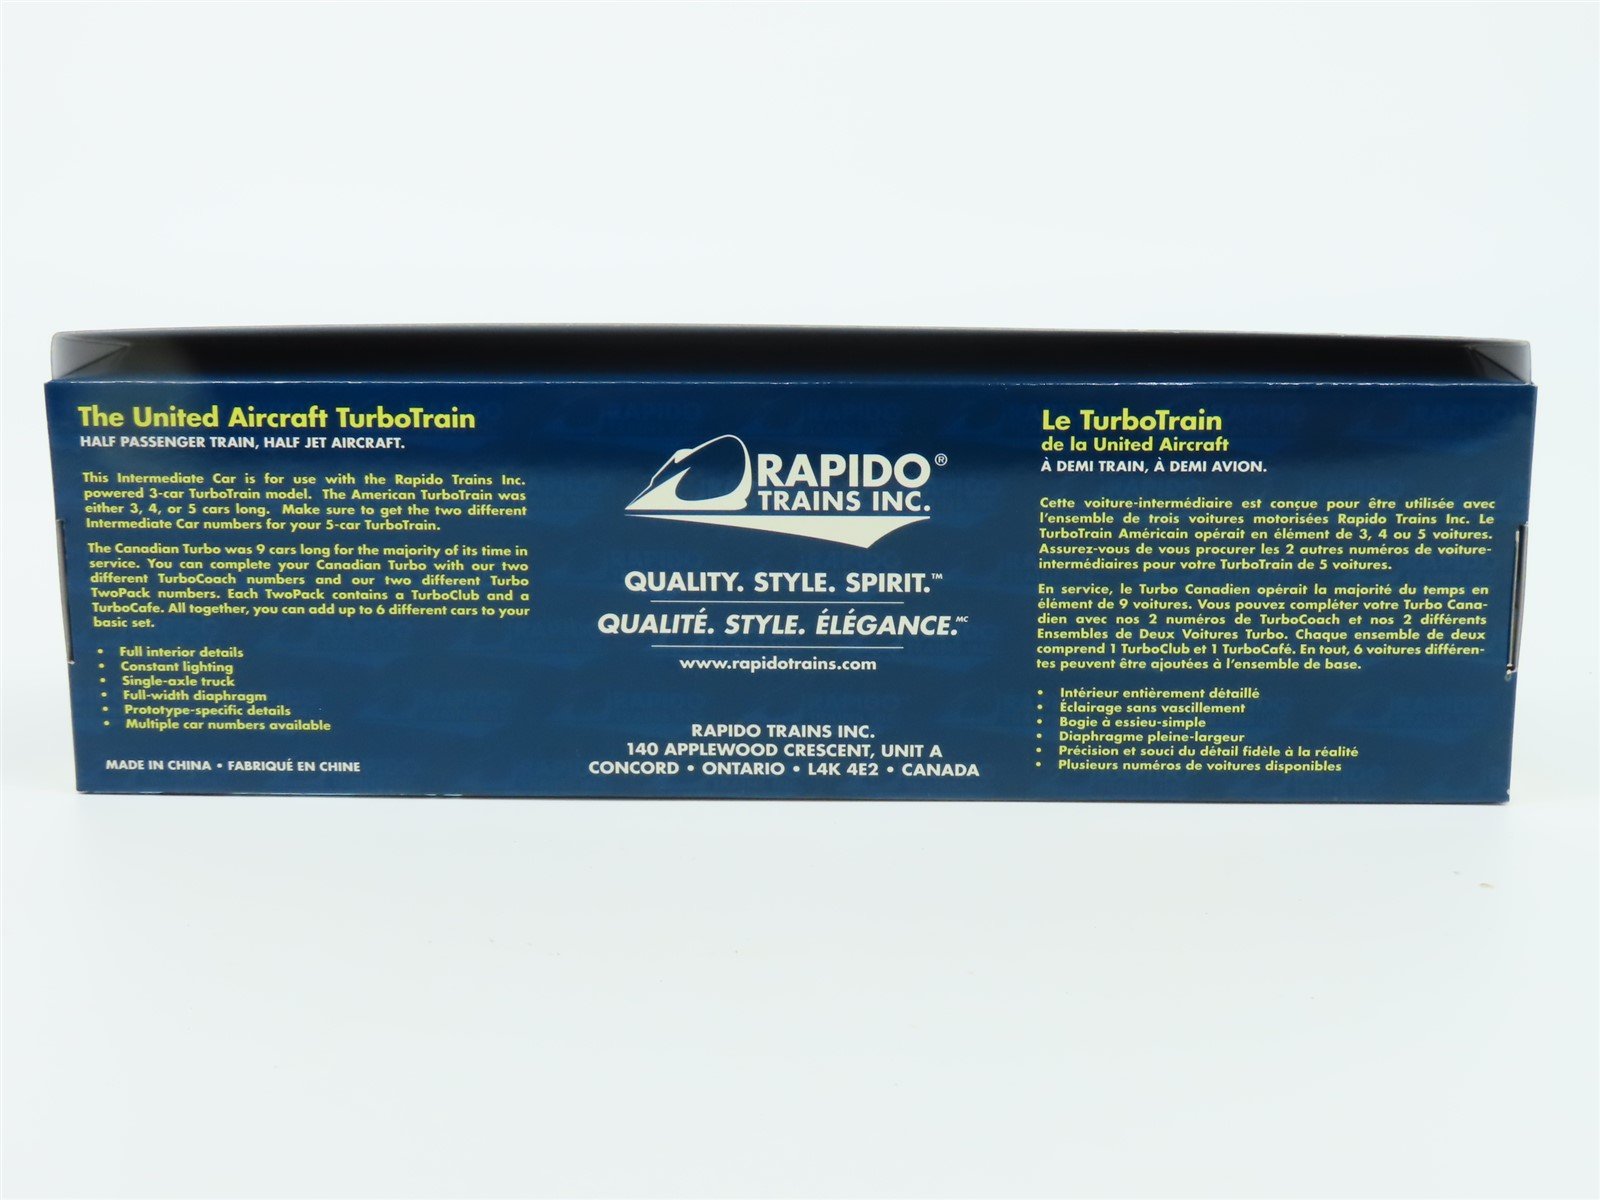 The United Aircraft TurboTrain
HALF PASSENGER TRAIN, HALF JET AIRCRAFT.
This Intermediate Car is for use with the Rapido Trains Inc.
powered 3-car TurboTrain model. The American TurboTrain was
either 3, 4, or 5 cars long. Make sure to get the two different
Intermediate Car numbers for your 5-car TurboTrain.
The Canadian Turbo was 9 cars long for the majority of its time in
service. You can complete your Canadian Turbo with our two
different TurboCoach numbers and our two different Turbo
TwoPack numbers. Each TwoPack contains a TurboClub and a
TurboCafe. All together, you can add up to 6 different cars to your
basic set.
• Full interior details
• Constant lighting
• Single-axle truck
• Full-width diaphragm
• Prototype-specific details
• Multiple car numbers available
MADE IN CHINA • FABRIQUÉ EN CHINE
RAPIDO®
TRAINS INC.
QUALITY. STYLE. SPIRIT.™
QUALITÉ. STYLE. ÉLÉGANCE.MC
www.rapidotrains.com
RAPIDO TRAINS INC.
140 APPLEWOOD CRESCENT, UNIT A
CONCORD • ONTARIO • L4K 4E2 • CANADA
Le TurboTrain
de la United Aircraft
À DEMI TRAIN, À DEMI AVION.
Cette voiture-intermédiaire est conçue pour être utilisée avec
l'ensemble de trois voitures motorisées Rapido Trains Inc. Le
TurboTrain Américain opérait en élément de 3, 4 ou 5 voitures.
Assurez-vous de vous procurer les 2 autres numéros de voiture-
intermédiaires pour votre TurboTrain de 5 voitures.
En service, le Turbo Canadien opérait la majorité du temps en
élément de 9 voitures. Vous pouvez compléter votre Turbo Cana-
dien avec nos 2 numéros de TurboCoach et nos 2 différents
Ensembles de Deux Voitures Turbo. Chaque ensemble de deux
comprend 1 TurboClub et 1 TurboCafé. En tout, 6 voitures différen-
tes peuvent être ajoutées à l'ensemble de base.
• Intérieur entièrement détaillé
• Éclairage sans vascillement
• Bogie à essieu-simple
• Diaphragme pleine-largeur
• Précision et souci du détail fidèle à la réalité
• Plusieurs numéros de voitures disponibles